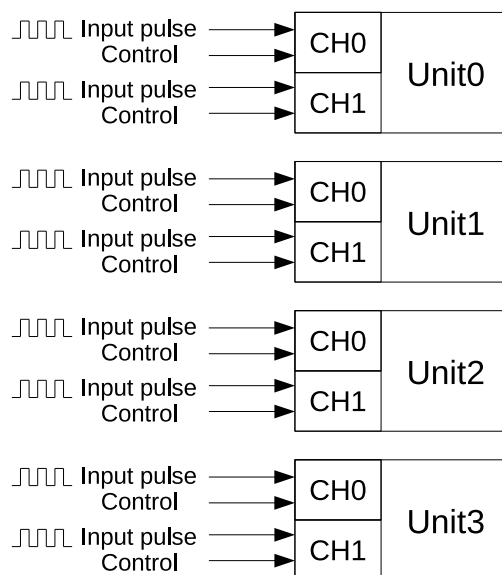 Input pulse
Control
CH0
Input pulse
Control
CH1
Unit0
Input pulse
Control
CH0
Input pulse
Control
CH1
Unit1
Input pulse
Control
CH0
Input pulse
Control
CH1
Unit2
Input pulse
Control
CH0
Input pulse
Control
CH1
Unit3